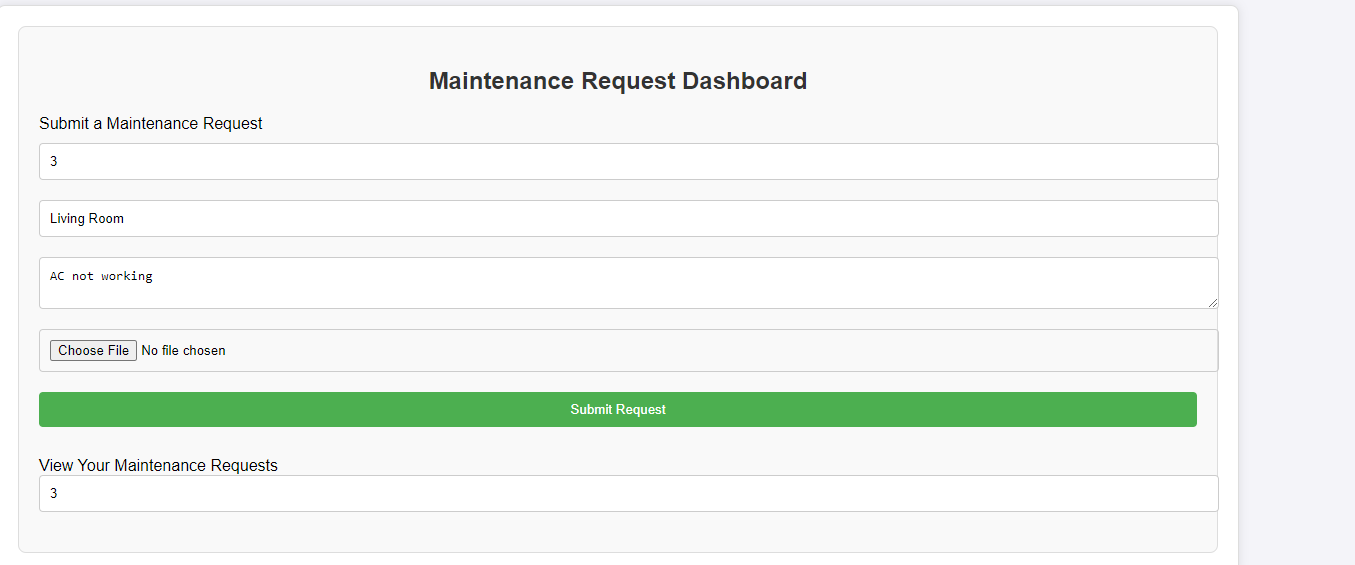 Maintenance Request Dashboard
Submit a Maintenance Request
3
Living Room
AC not working
Choose File No file chosen
Submit Request
View Your Maintenance Requests
3